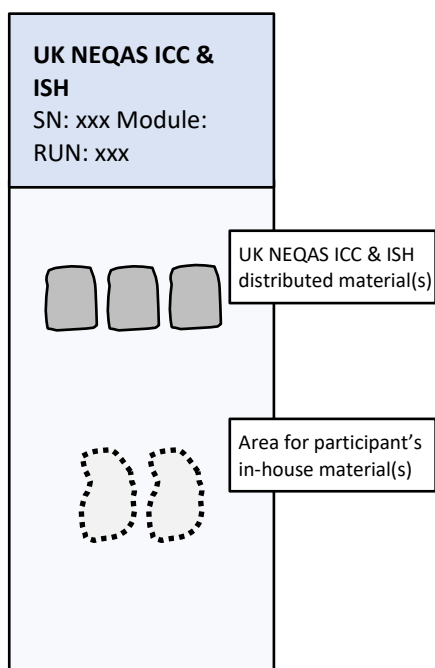 UK NEQAS ICC &
ISH
SN: xxx Module:
RUN: xxx
UK NEQAS ICC & ISH
distributed material(s)
Area for participant’s
in-house material(s)